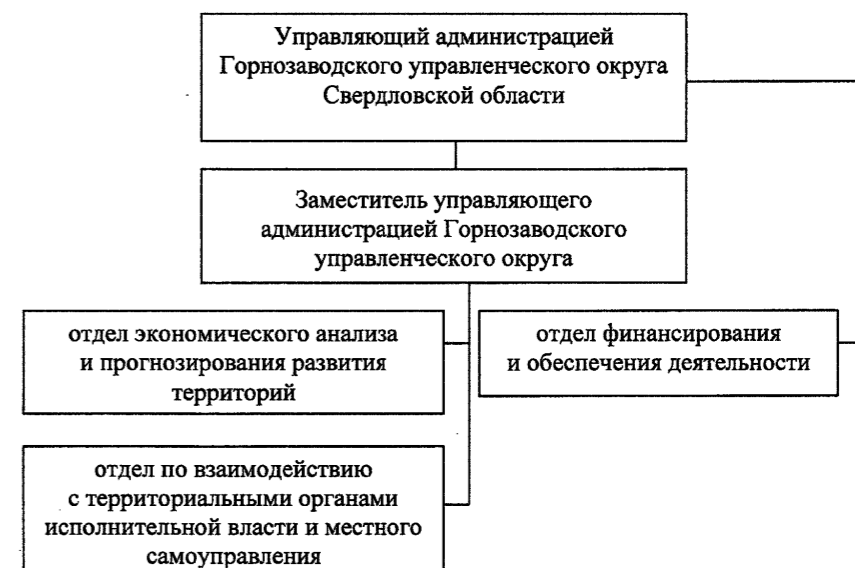 Управляющий администрацией
Горнозаводского управленческого округа
Свердловской области
Заместитель управляющего
администрацией Горнозаводского
управленческого округа
отдел экономического анализа
и прогнозирования развития
территорий
отдел финансирования
и обеспечения деятельности
отдел по взаимодействию
с территориальными органами
исполнительной власти и местного
самоуправления